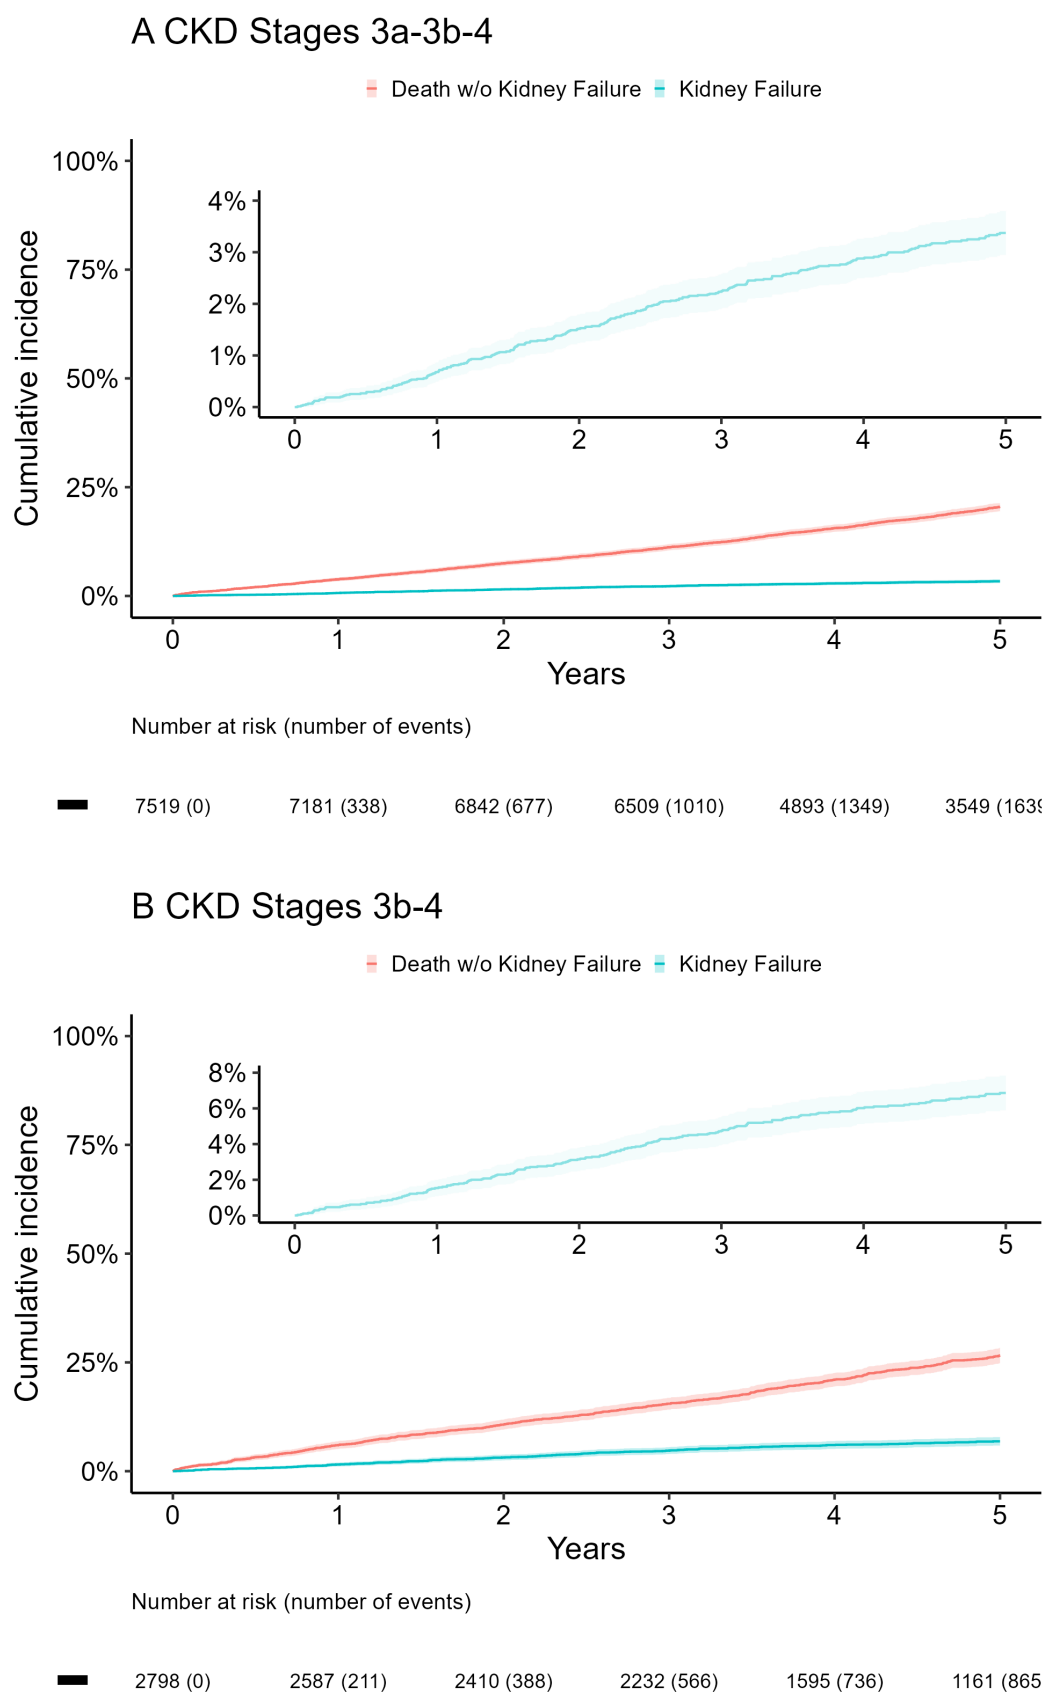 A CKD Stages 3a-3b-4
Death w/o Kidney Failure Kidney Failure
100%
75%
50%
25%
0%
Cumulative incidence
4%
3%
2%
1%
0%
0 1 2 3 4 5
0 1 2 3 4 5
Years
Number at risk (number of events)
7519 (0) 7181 (338) 6842 (677) 6509 (1010) 4893 (1349) 3549 (1639
B CKD Stages 3b-4
Death w/o Kidney Failure Kidney Failure
100%
75%
50%
25%
0%
Cumulative incidence
8%
6%
4%
2%
0%
0 1 2 3 4 5
0 1 2 3 4 5
Years
Number at risk (number of events)
2798 (0) 2587 (211) 2410 (388) 2232 (566) 1595 (736) 1161 (865